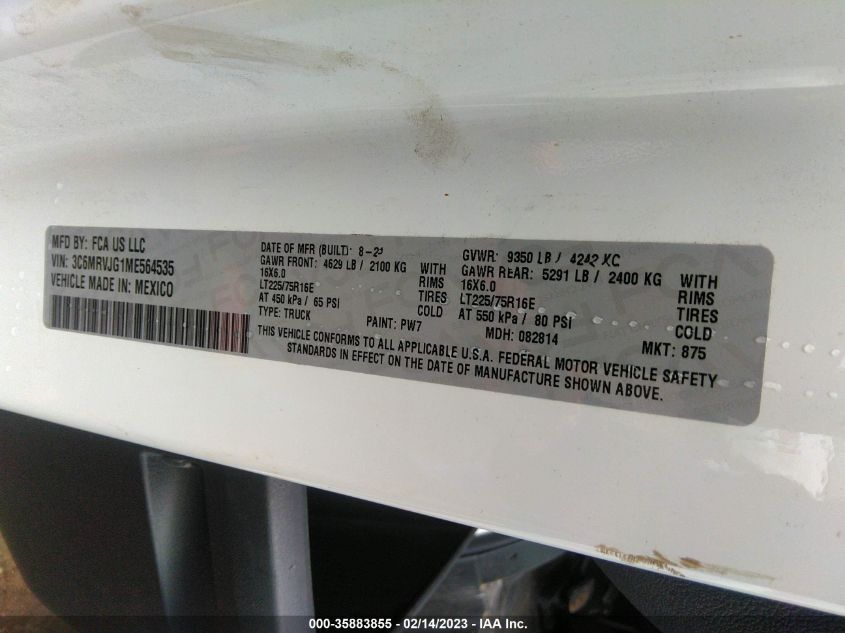 MFD BY: FCA US LLC
VIN: 3C6MRVJG1ME564535
VEHICLE MADE IN: MEXICO
DATE OF MFR (BUILT):
GAWR FRONT: 4629 LB / 2100 KG WITH
16X6.0 RIMS
LT225/75R16E TIRES
AT 450 kPa / 65 PSI COLD
TYPE: TRUCK PAINT: PW7
GVWR: 9350 LB / 4242 KG
GAWR REAR: 5291 LB / 2400 KG WITH
16X6.0 RIMS
LT225/75R16E TIRES
AT 550 kPa / 80 PSI COLD
MDH: 082814 MKT: 875
THIS VEHICLE CONFORMS TO ALL APPLICABLE U.S.A. FEDERAL MOTOR VEHICLE SAFETY
STANDARDS IN EFFECT ON THE DATE OF MANUFACTURE SHOWN ABOVE.
000-35883855 - 02/14/2023 - IAA Inc.